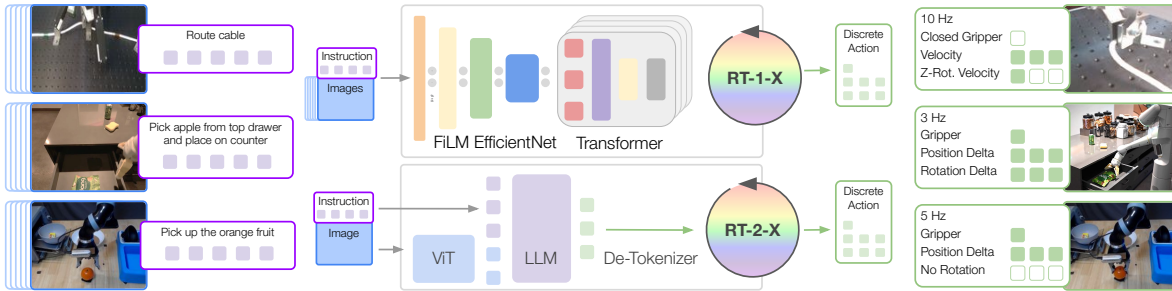 Route cable
Pick apple from top drawer
and place on counter
Pick up the orange fruit
Instruction
Images
FiLM EfficientNet
Transformer
RT-1-X
Discrete
Action
Instruction
Image
ViT
LLM
De-Tokenizer
RT-2-X
Discrete
Action
10 Hz
Closed Gripper
Velocity
Z-Rot. Velocity
3 Hz
Gripper
Position Delta
Rotation Delta
5 Hz
Gripper
Position Delta
No Rotation